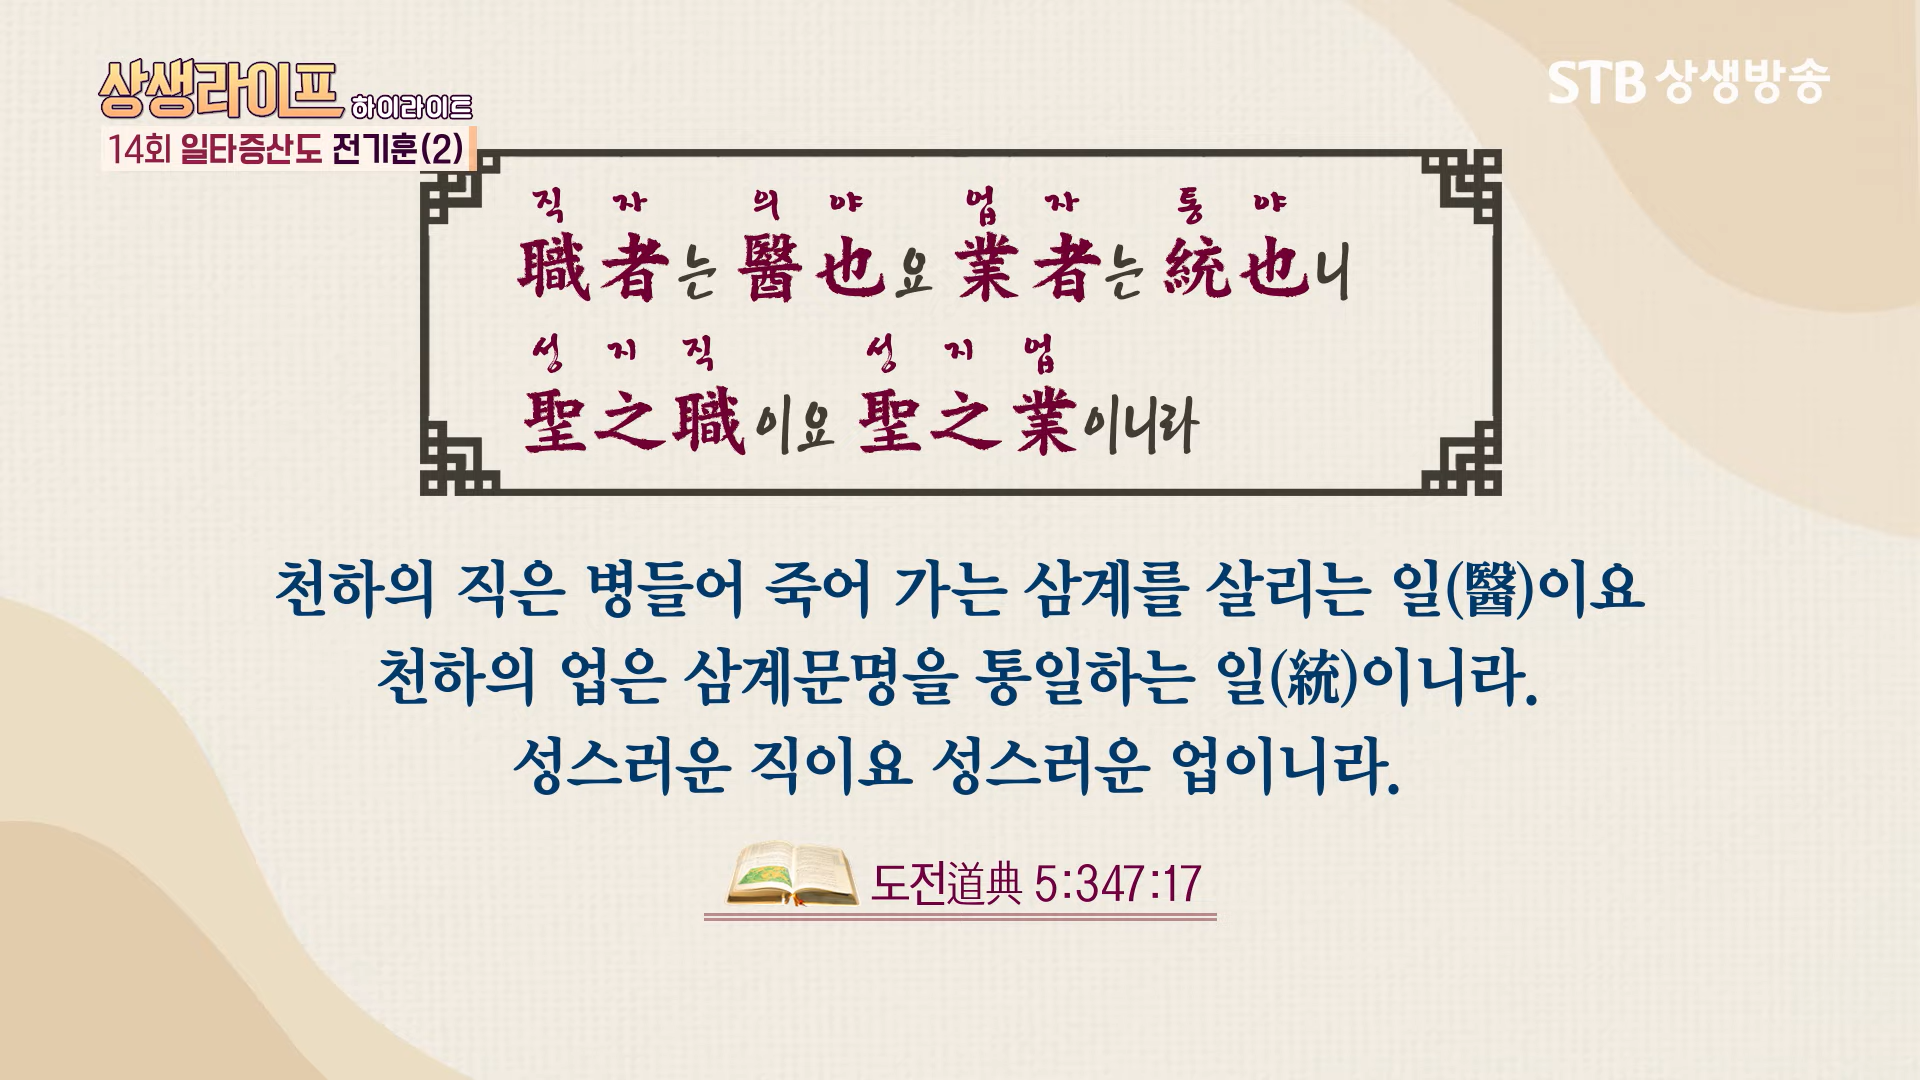 상생라이프 하이라이트
14회 일타증산도 전기훈(2)
STB 상생방송
직 자 의 야 업 자 통 야
職者는 醫也요 業者는 統也니
성 지 직 성 지 업
聖之職이요 聖之業이니라
천하의 직은 병들어 죽어 가는 삼계를 살리는 일(醫)이요
천하의 업은 삼계문명을 통일하는 일(統)이니라.
성스러운 직이요 성스러운 업이니라.
도전道典 5:347:17